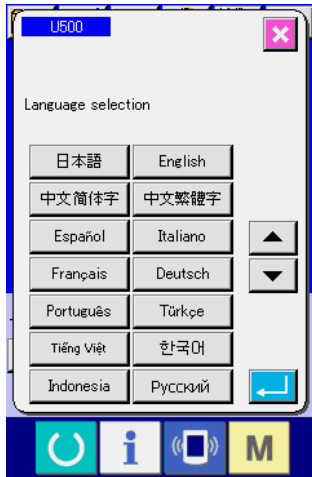 U500
Language selection
日本語 English
中文简体字 中文繁體字
Español Italiano
Français Deutsch
Português Türkçe
Tiếng Việt 한국어
Indonesia Русский
i M